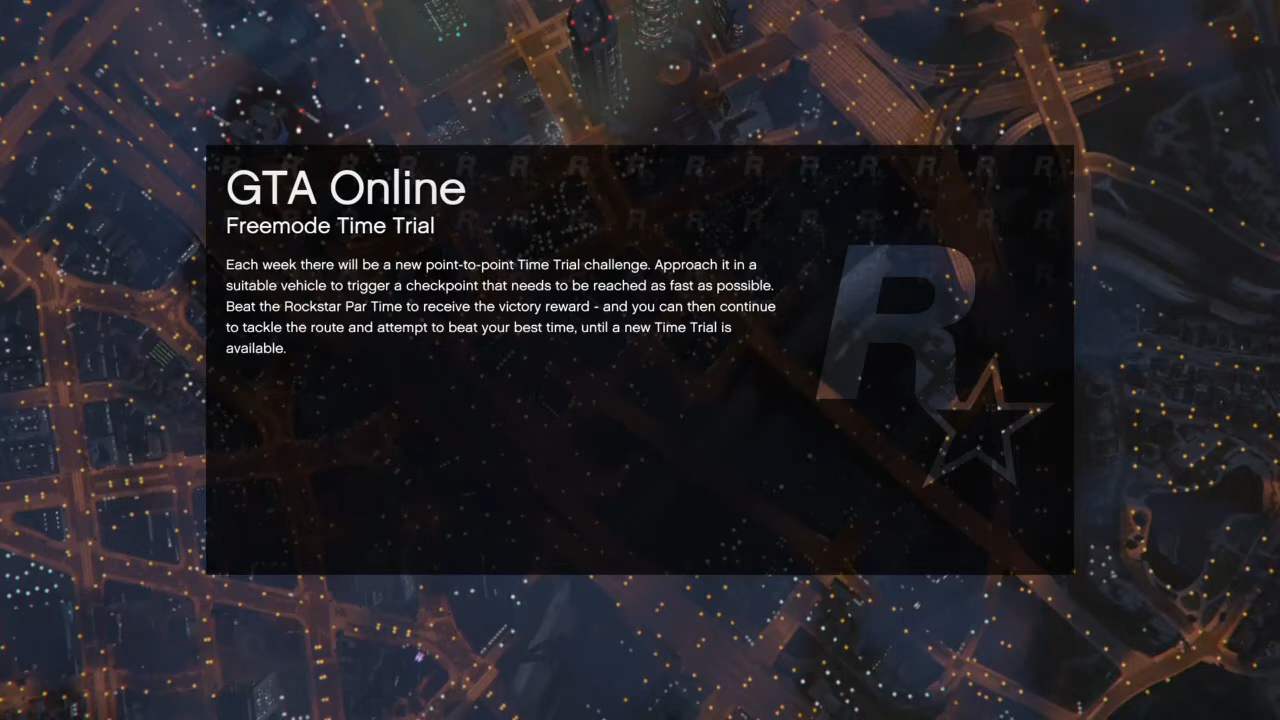 GTA Online
Freemode Time Trial
Each week there will be a new point-to-point Time Trial challenge. Approach it in a
suitable vehicle to trigger a checkpoint that needs to be reached as fast as possible.
Beat the Rockstar Par Time to receive the victory reward - and you can then continue
to tackle the route and attempt to beat your best time, until a new Time Trial is
available.
R